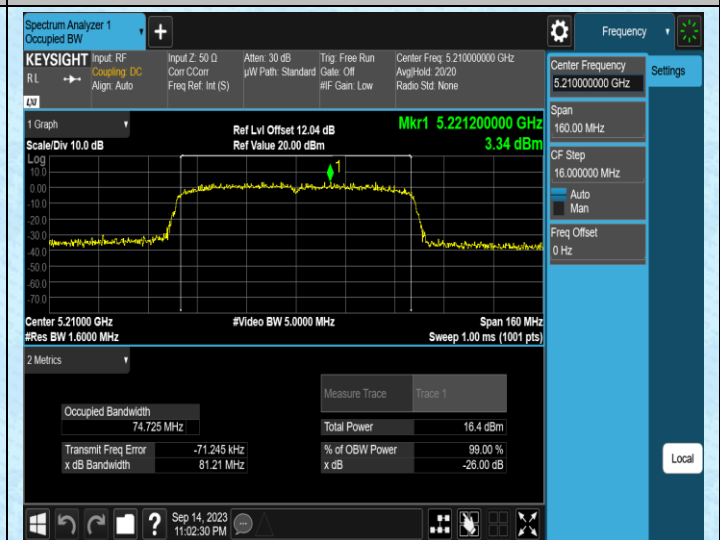 Spectrum Analyzer 1
Occupied BW
Frequency
KEYSIGHT
R L
LXI
Input: RF
Coupling: DC
Align: Auto
Input Z: 50 Ω
Corr CCorr
Freq Ref: Int (S)
Atten: 30 dB
µW Path: Standard
Trig: Free Run
Gate: Off
#IF Gain: Low
Center Freq: 5.210000000 GHz
Avg|Hold: 20/20
Radio Std: None
Center Frequency
5.210000000 GHz
Settings
Span
160.00 MHz
CF Step
16.000000 MHz
Auto
Man
Freq Offset
0 Hz
Local
1 Graph
Scale/Div 10.0 dB
Ref Lvl Offset 12.04 dB
Ref Value 20.00 dBm
Mkr1 5.221200000 GHz
3.34 dBm
Log
10.0
0.00
-10.0
-20.0
-30.0
-40.0
-50.0
-60.0
-70.0
1
Center 5.21000 GHz
#Res BW 1.6000 MHz
#Video BW 5.0000 MHz
Span 160 MHz
Sweep 1.00 ms (1001 pts)
2 Metrics
Measure Trace Trace 1
Occupied Bandwidth
74.725 MHz
Total Power 16.4 dBm
Transmit Freq Error -71.245 kHz
% of OBW Power 99.00 %
x dB Bandwidth 81.21 MHz
x dB -26.00 dB
?
Sep 14, 2023
11:02:30 PM